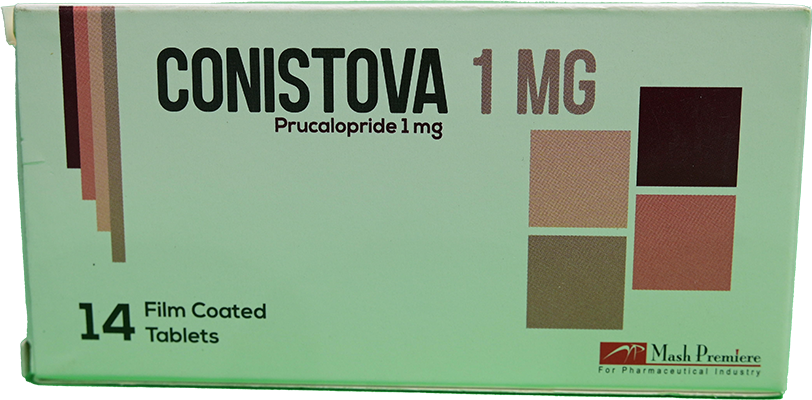 CONISTOVA 1 MG
Prucalopride 1 mg
14 Film Coated
Tablets
Mash Premiere
For Pharmaceutical Industry